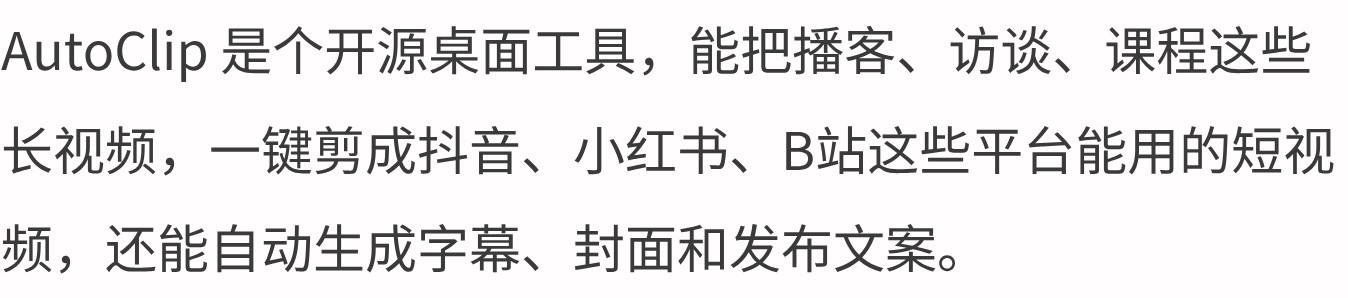 AutoClip 是个开源桌面工具，能把播客、访谈、课程这些
长视频，一键剪成抖音、小红书、B站这些平台能用的短视
频，还能自动生成字幕、封面和发布文案。